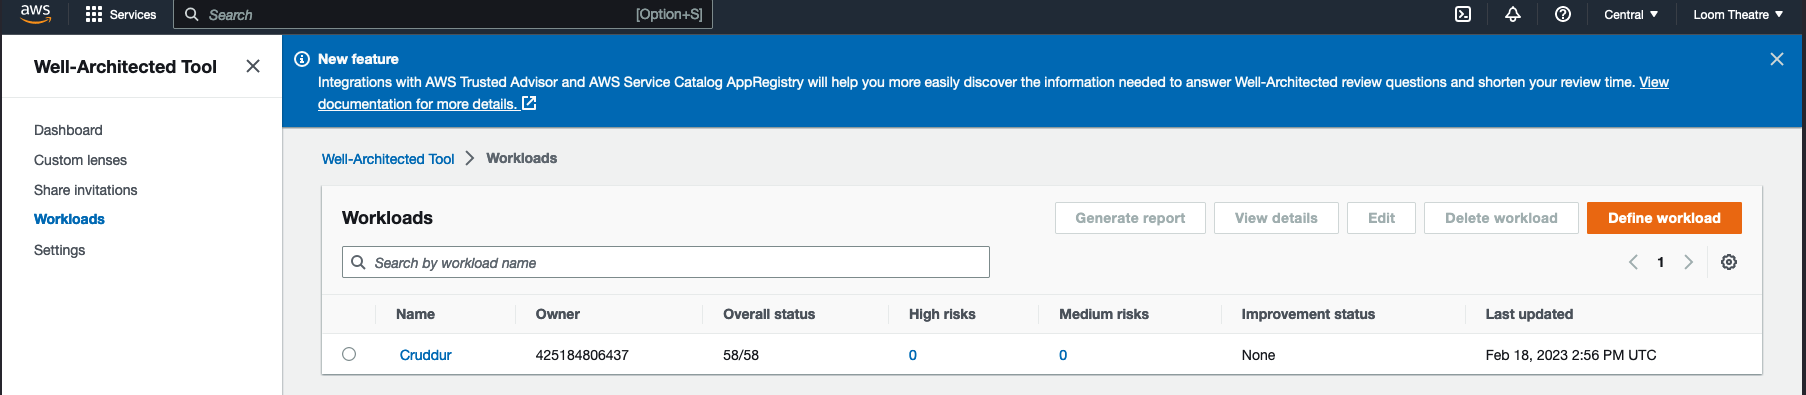 aws
Services
Search
[Option+S]
Central
Loom Theatre
Well-Architected Tool
Dashboard
Custom lenses
Share invitations
Workloads
Settings
New feature
Integrations with AWS Trusted Advisor and AWS Service Catalog AppRegistry will help you more easily discover the information needed to answer Well-Architected review questions and shorten your review time. View
documentation for more details.
Well-Architected Tool > Workloads
Workloads
Generate report
View details
Edit
Delete workload
Define workload
Search by workload name
1
Name Owner Overall status High risks Medium risks Improvement status Last updated
Cruddur 425184806437 58/58 0 0 None Feb 18, 2023 2:56 PM UTC